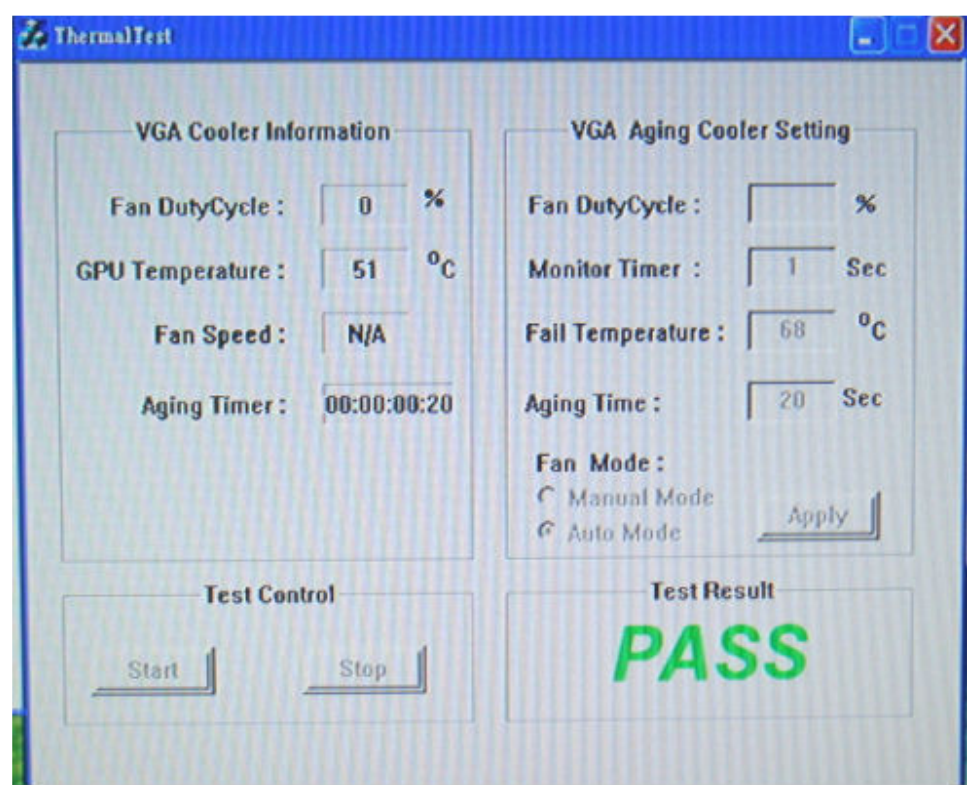 ThermalTest
VGA Cooler Information
Fan DutyCycle : 0 %
GPU Temperature : 51 °C
Fan Speed : N/A
Aging Timer : 00:00:00:20
VGA Aging Cooler Setting
Fan DutyCycle : %
Monitor Timer : 1 Sec
Fail Temperature : 68 °C
Aging Time : 20 Sec
Fan Mode :
Manual Mode
Auto Mode
Apply
Test Control
Start Stop
Test Result
PASS